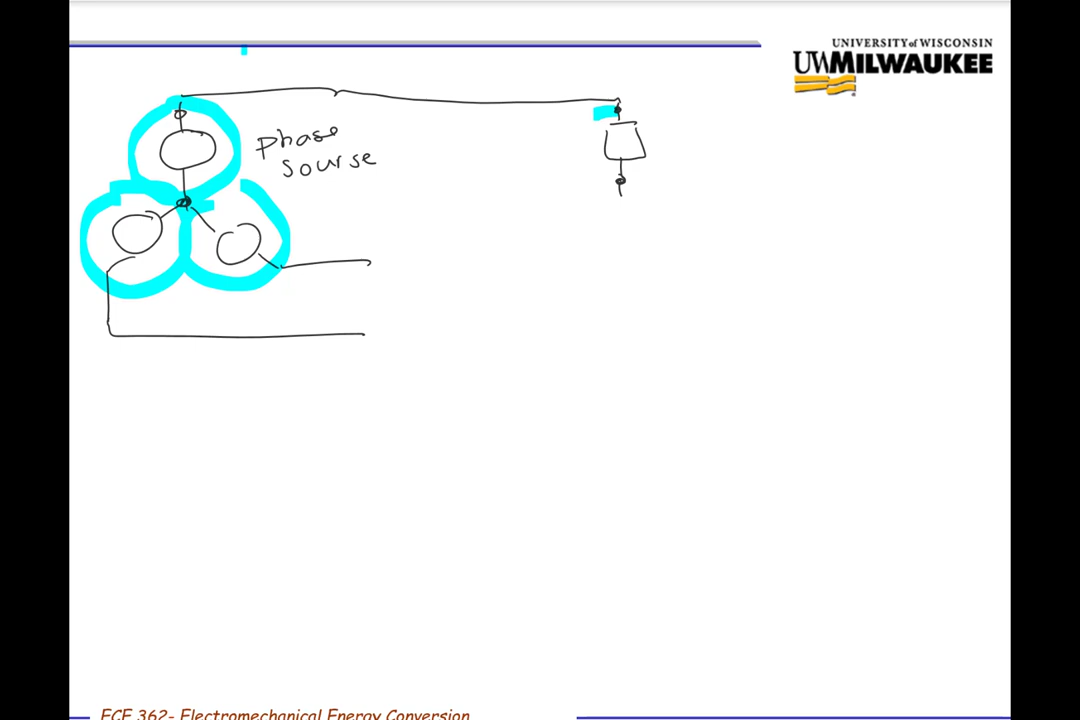 UNIVERSITY of WISCONSIN
UWMILWAUKEE
Phase
Sourse
ECE 362- Electromechanical Energy Conversion